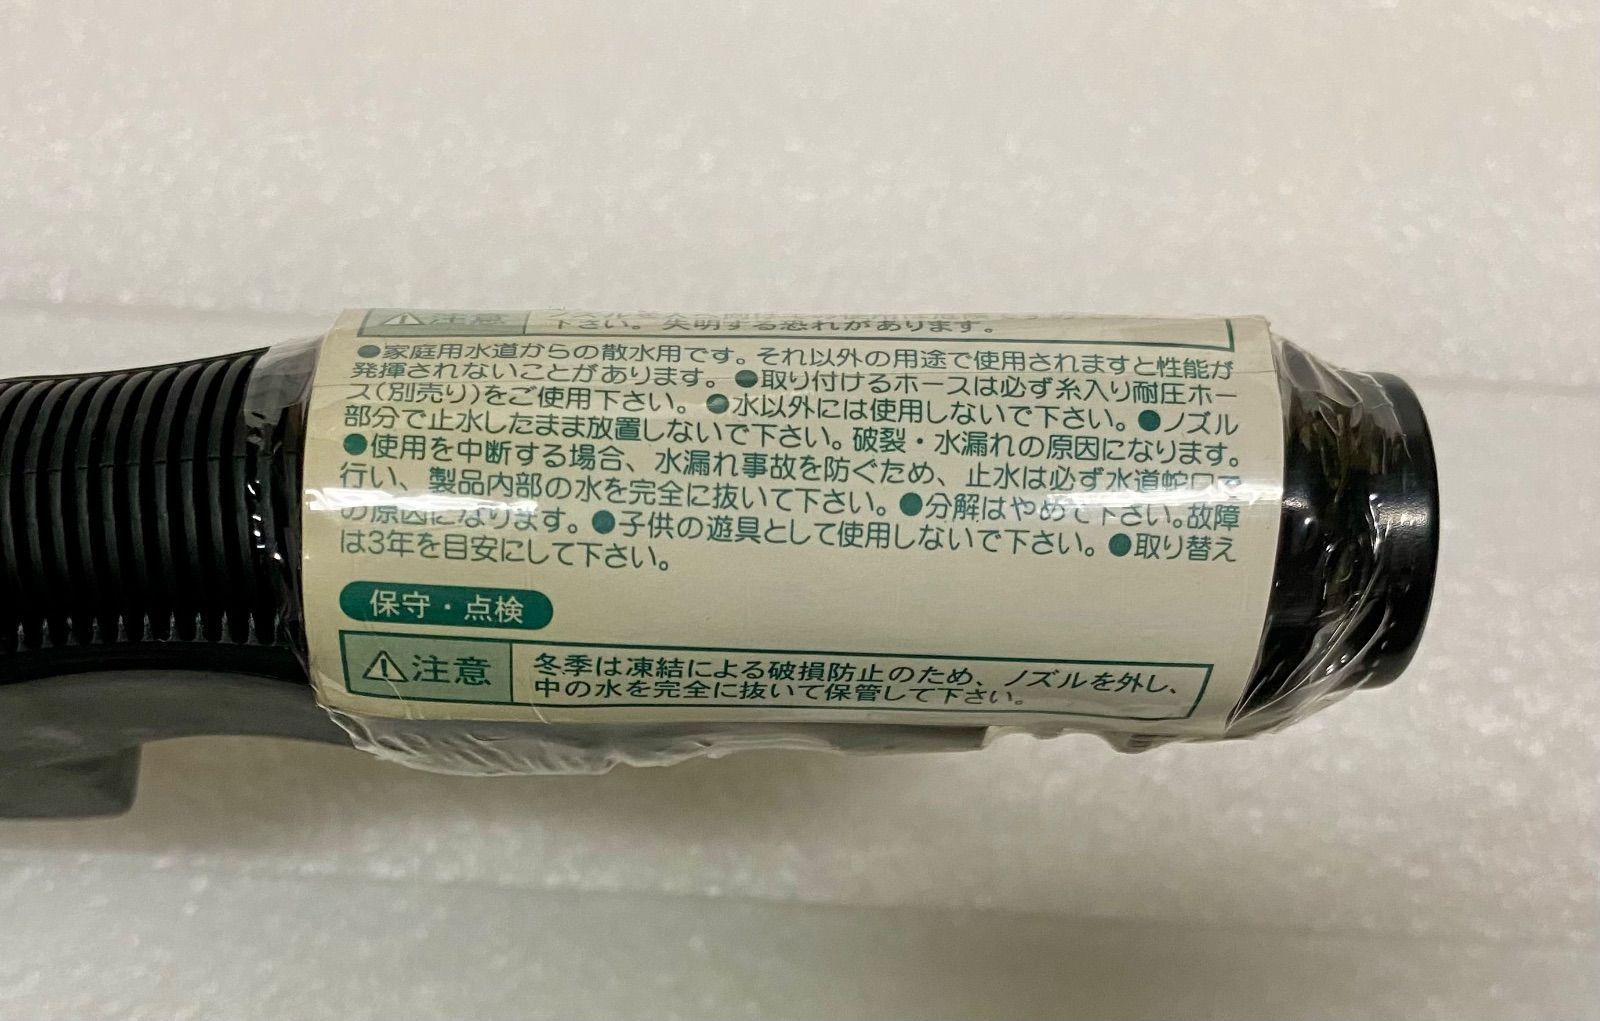 ⚠注意
下さい。失明する恐れがあります。
●家庭用水道からの散水用です。それ以外の用途で使用されますと性能が
発揮されないことがあります。●取り付けるホースは必ず糸入り耐圧ホー
ス(別売り)をご使用下さい。●水以外には使用しないで下さい。●ノズル
部分で止水したまま放置しないで下さい。破裂・水漏れの原因になります。
●使用を中断する場合、水漏れ事故を防ぐため、止水は必ず水道蛇口で
行い、製品内部の水を完全に抜いて下さい。●分解はやめて下さい。故障
の原因になります。●子供の遊具として使用しないで下さい。●取り替え
は3年を目安にして下さい。
保守・点検
⚠注意
冬季は凍結による破損防止のため、ノズルを外し、
中の水を完全に抜いて保管して下さい。